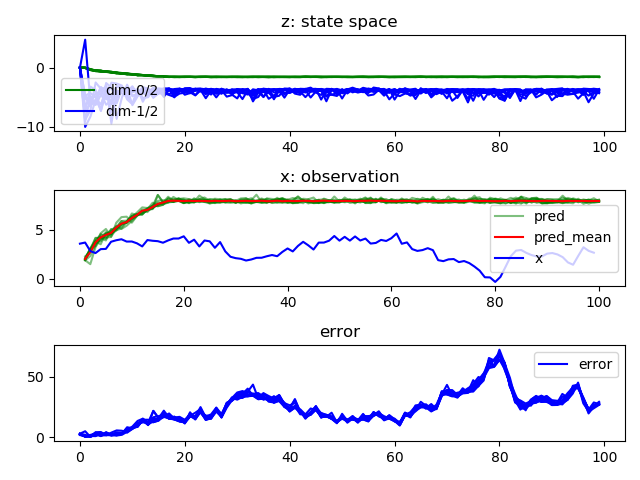 z: state space
0
−10
dim-0/2
dim-1/2
0 20 40 60 80 100
x: observation
5
0
pred
pred_mean
x
0 20 40 60 80 100
error
50
0
error
0 20 40 60 80 100